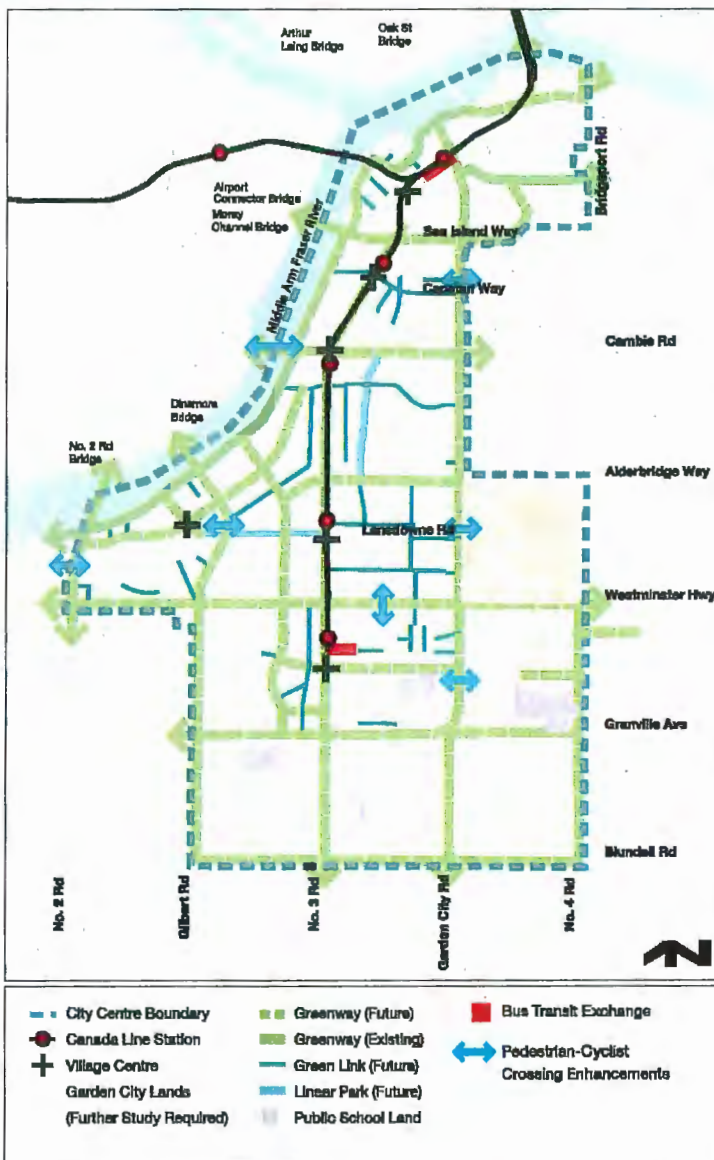 Arthur
Laing Bridge
Oak St
Bridge
Bridgeport Rd
Airport
Connector Bridge
Moray
Channel Bridge
Middle Arm Fraser River
Sea Island Way
Capstan Way
Cambie Rd
Dinsmore
Bridge
No. 2 Rd
Bridge
Alderbridge Way
Lansdowne Rd
Westminster Hwy
Granville Ave
Blundell Rd
No. 2 Rd
Gilbert Rd
No. 3 Rd
Garden City Rd
No. 4 Rd
N
City Centre Boundary
Canada Line Station
Village Centre
Garden City Lands
(Further Study Required)
Greenway (Future)
Greenway (Existing)
Green Link (Future)
Linear Park (Future)
Public School Land
Bus Transit Exchange
Pedestrian-Cyclist
Crossing Enhancements